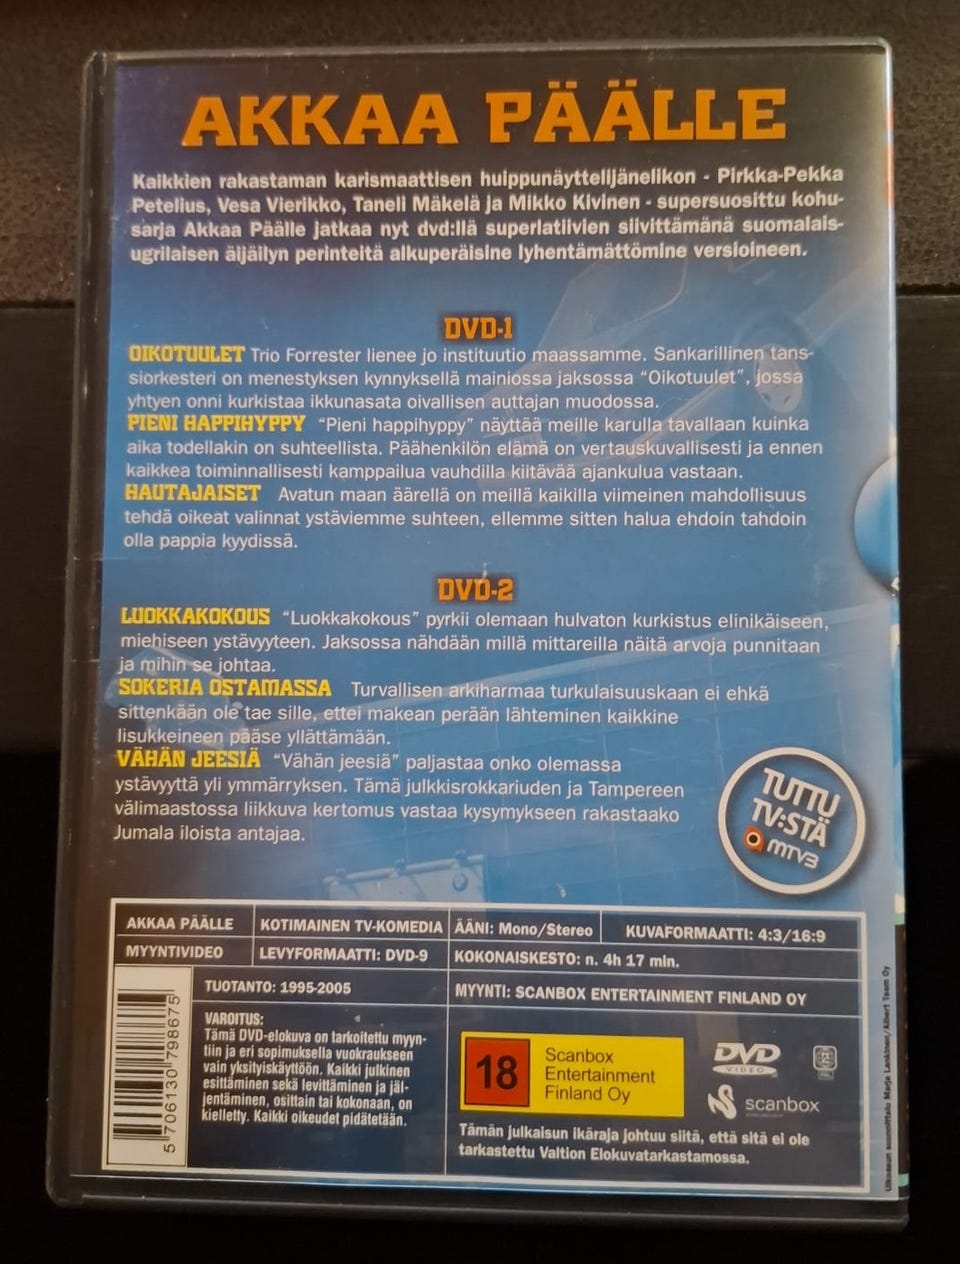 AKKAA PÄÄLLE
Kaikkien rakastaman karismaattisen huippunäyttelijänelikon - Pirkka-Pekka
Petelius, Vesa Vierikko, Taneli Mäkelä ja Mikko Kivinen - supersuosittu kohu-
sarja Akkaa Päälle jatkaa nyt dvd:llä superlatiivien siivittämänä suomalais-
ugrilaisen äijäilyn perinteitä alkuperäisine lyhentämättömine versioineen.
DVD-1
OIKOTUULET Trio Forrester lienee jo instituutio maassamme. Sankarillinen tans-
siorkesteri on menestyksen kynnyksellä mainiossa jaksossa "Oikotuulet", jossa
yhtyen onni kurkistaa ikkunasata oivallisen auttajan muodossa.
PIENI HAPPIHYPPY "Pieni happihyppy" näyttää meille karulla tavallaan kuinka
aika todellakin on suhteellista. Päähenkilön elämä on vertauskuvallisesti ja ennen
kaikkea toiminnallisesti kamppailua vauhdilla kiitävää ajankulua vastaan.
HAUTAJAISET Avatun maan äärellä on meillä kaikilla viimeinen mahdollisuus
tehdä oikeat valinnat ystäviemme suhteen, ellemme sitten halua ehdoin tahdoin
olla pappia kyydissä.
DVD-2
LUOKKAKOKOUS "Luokkakokous" pyrkii olemaan hulvaton kurkistus elinikäiseen,
miehiseen ystävyyteen. Jaksossa nähdään millä mittareilla näitä arvoja punnitaan
ja mihin se johtaa.
SOKERIA OSTAMASSA Turvallisen arkiharmaa turkulaisuuskaan ei ehkä
sittenkään ole tae sille, ettei makean perään lähteminen kaikkine
lisukkeineen pääse yllättämään.
VÄHÄN JEESIÄ "Vähän jeesiä" paljastaa onko olemassa
ystävyyttä yli ymmärryksen. Tämä julkkisrokkariuden ja Tampereen
välimaastossa liikkuva kertomus vastaa kysymykseen rakastaako
Jumala iloista antajaa.
TUTTU
TV:STÄ
MTV3
AKKAA PÄÄLLE KOTIMAINEN TV-KOMEDIA ÄÄNI: Mono/Stereo KUVAFORMAATTI: 4:3/16:9
MYYNTIVIDEO LEVYFORMAATTI: DVD-9 KOKONAISKESTO: n. 4h 17 min.
TUOTANTO: 1995-2005 MYYNTI: SCANBOX ENTERTAINMENT FINLAND OY
VAROITUS:
Tämä DVD-elokuva on tarkoitettu myyn-
tiin ja eri sopimuksella vuokraukseen
vain yksityiskäyttöön. Kaikki julkinen
esittäminen sekä levittäminen ja jäl-
jentäminen, osittain tai kokonaan, on
kielletty. Kaikki oikeudet pidätetään.
5 706130 798675
18
Scanbox
Entertainment
Finland Oy
DVD
VIDEO
scanbox
Tämän julkaisun ikäraja johtuu siitä, että sitä ei ole
tarkastettu Valtion Elokuvatarkastamossa.
Ulkoasun suunnittelu Marja Lankinen/Albert Team Oy